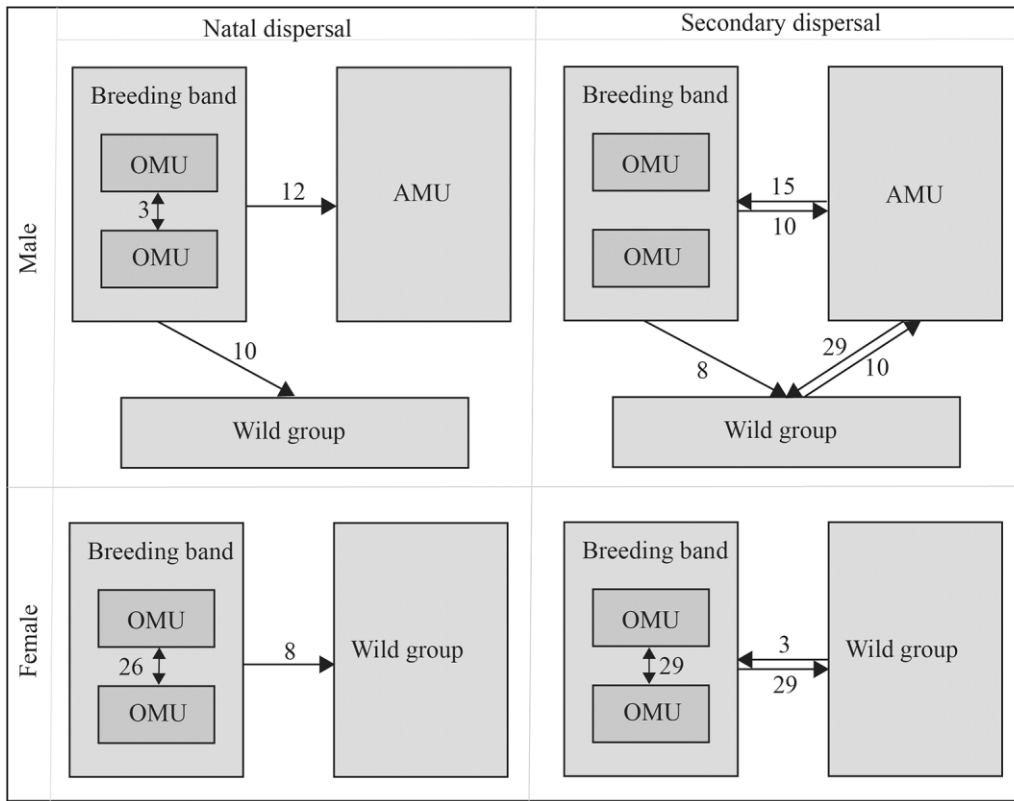 Natal dispersal
Secondary dispersal
Male
Breeding band
OMU
3
OMU
12
AMU
10
Wild group
Breeding band
OMU
OMU
15
10
AMU
8
29
10
Wild group
Female
Breeding band
OMU
26
OMU
8
Wild group
Breeding band
OMU
29
OMU
3
29
Wild group